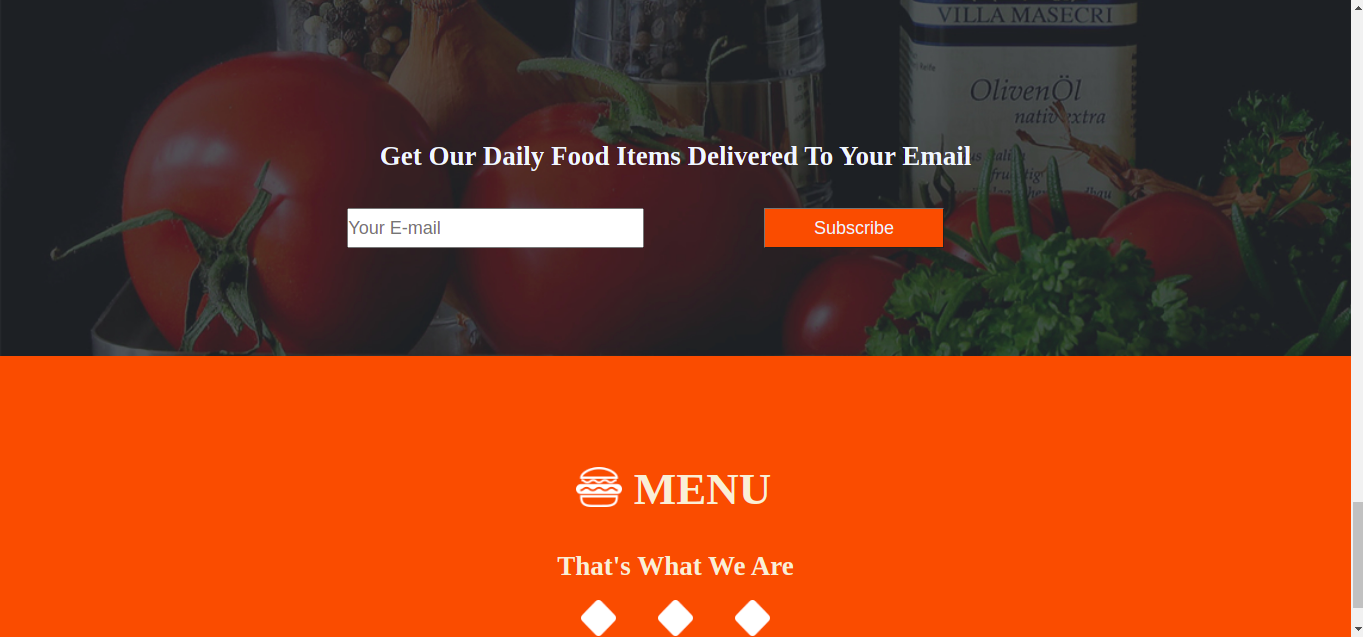 VILLA MASECRI
OlivenÖl
nativ extra
Get Our Daily Food Items Delivered To Your Email
Your E-mail
Subscribe
MENU
That's What We Are